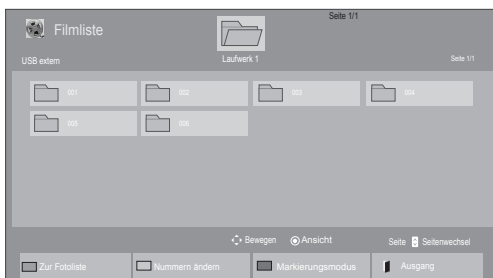 Seite 1/1
Filmliste
USB extern
Laufwerk 1
Seite 1/1
001
002
003
004
005
006
Bewegen
Ansicht
Seite
Seitenwechsel
Zur Fotoliste
Nummern ändern
Markierungsmodus
Ausgang